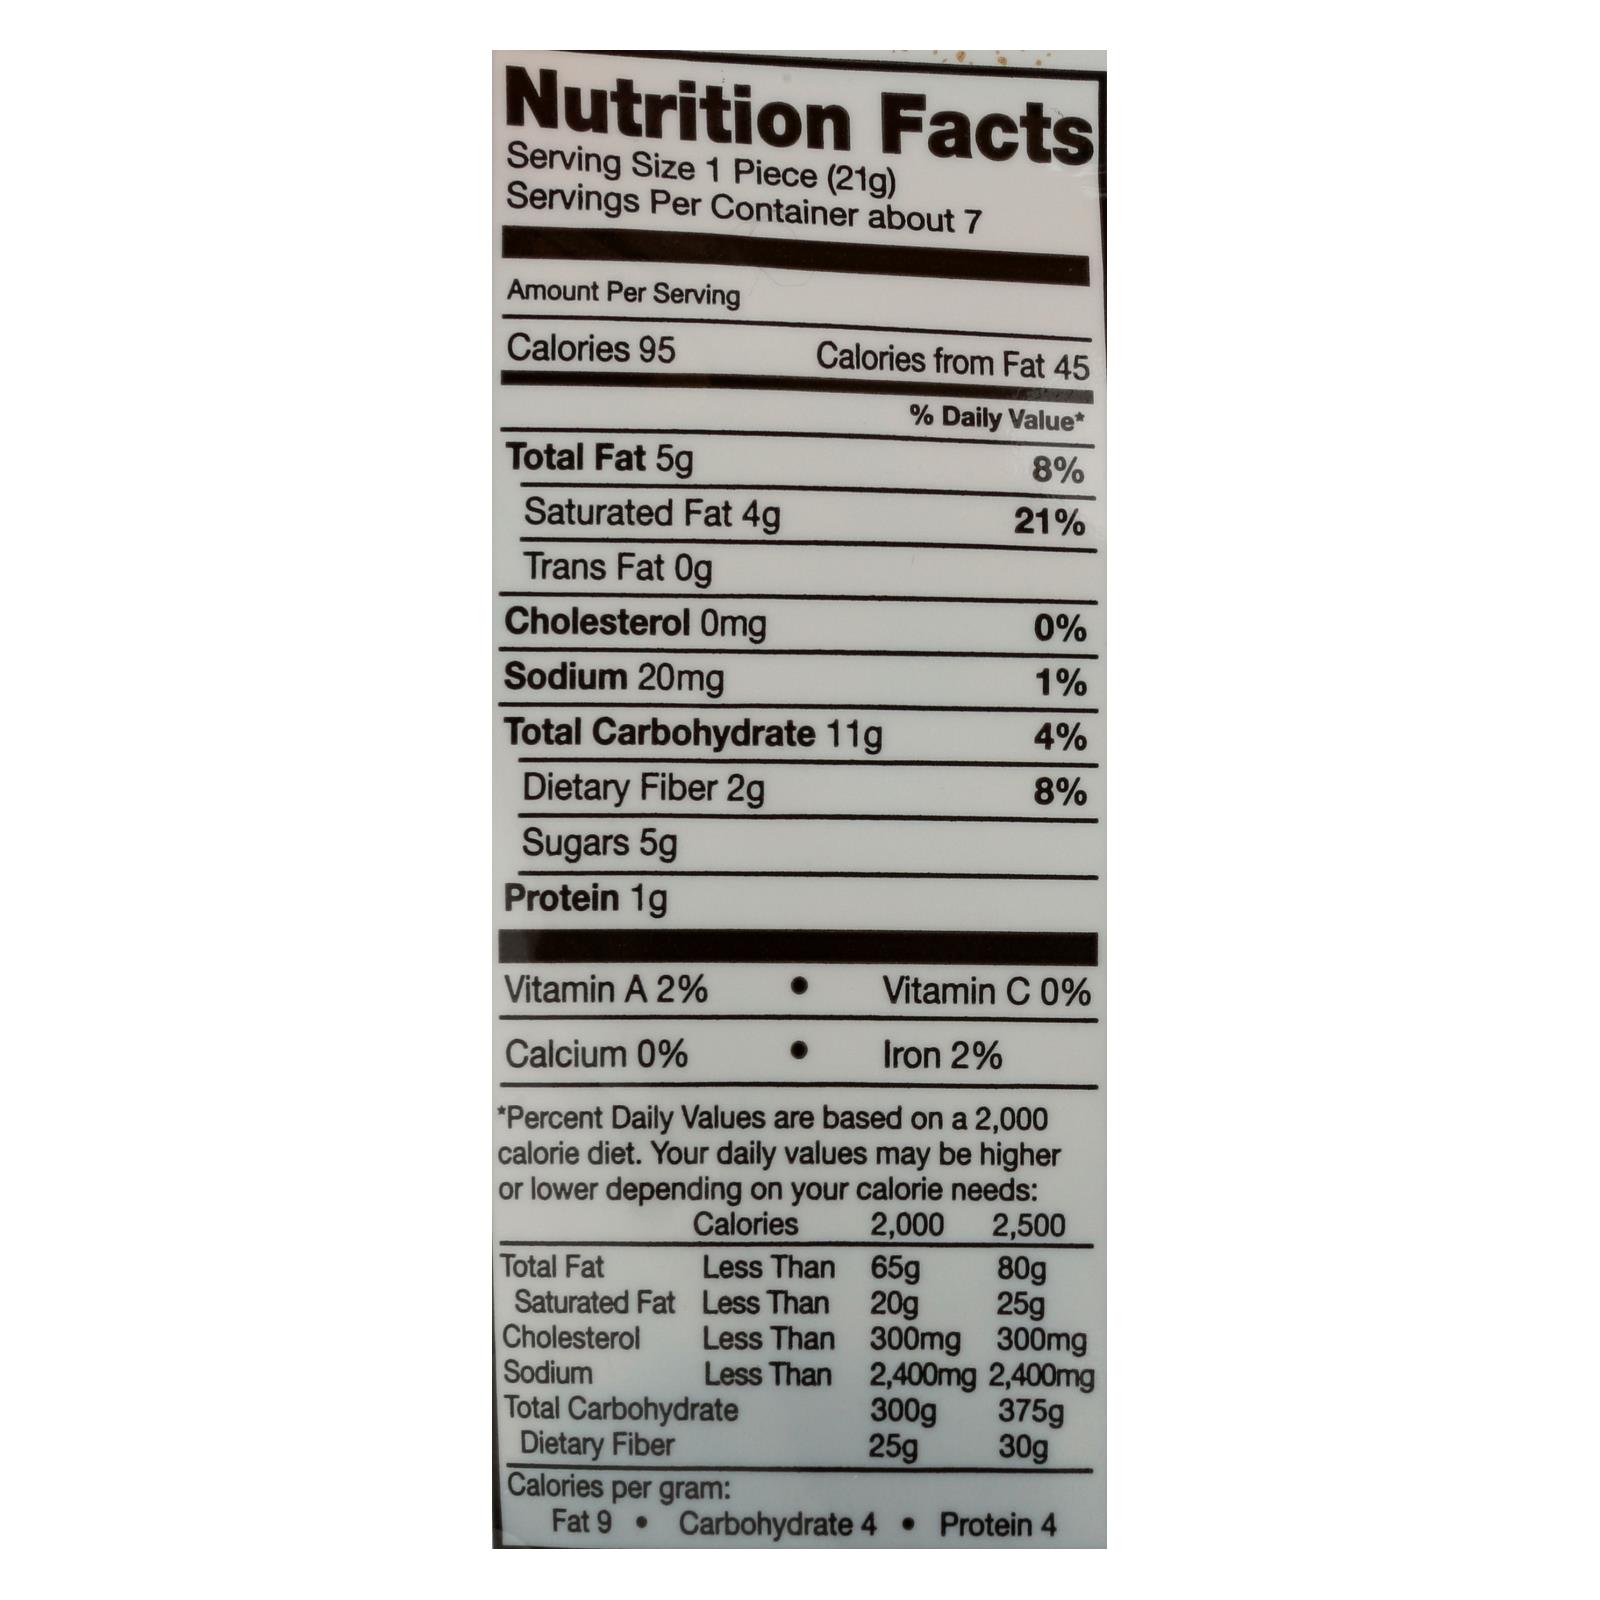 Nutrition Facts
Serving Size 1 Piece (21g)
Servings Per Container about 7
Amount Per Serving
Calories 95 Calories from Fat 45
% Daily Value*
Total Fat 5g 8%
Saturated Fat 4g 21%
Trans Fat 0g
Cholesterol 0mg 0%
Sodium 20mg 1%
Total Carbohydrate 11g 4%
Dietary Fiber 2g 8%
Sugars 5g
Protein 1g
Vitamin A 2% • Vitamin C 0%
Calcium 0% • Iron 2%
*Percent Daily Values are based on a 2,000
calorie diet. Your daily values may be higher
or lower depending on your calorie needs:
Calories 2,000 2,500
Total Fat Less Than 65g 80g
Saturated Fat Less Than 20g 25g
Cholesterol Less Than 300mg 300mg
Sodium Less Than 2,400mg 2,400mg
Total Carbohydrate 300g 375g
Dietary Fiber 25g 30g
Calories per gram:
Fat 9 • Carbohydrate 4 • Protein 4